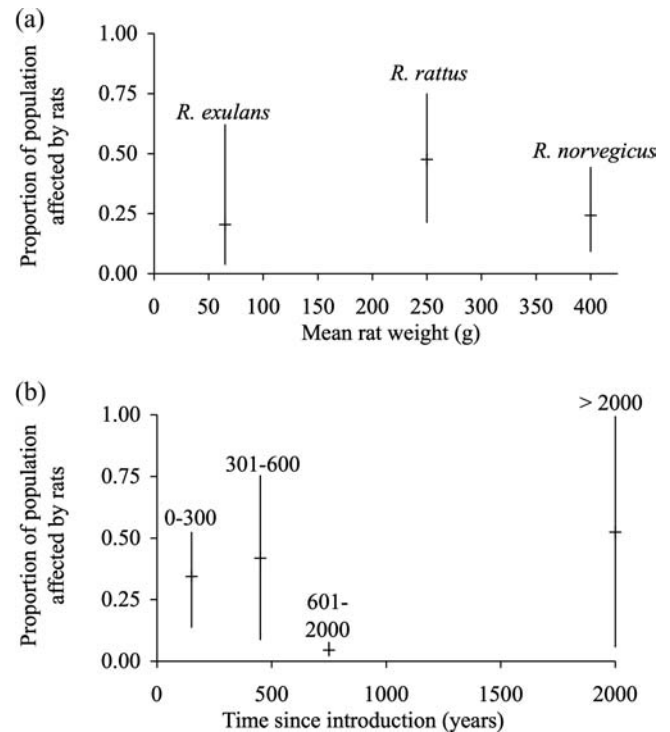 (a)
Proportion of population
affected by rats
1.00
0.75
0.50
0.25
0.00
R. exulans
R. rattus
R. norvegicus
0 50 100 150 200 250 300 350 400
Mean rat weight (g)
(b)
Proportion of population
affected by rats
1.00
0.75
0.50
0.25
0.00
0-300
301-600
601-
2000
> 2000
0 500 1000 1500 2000
Time since introduction (years)